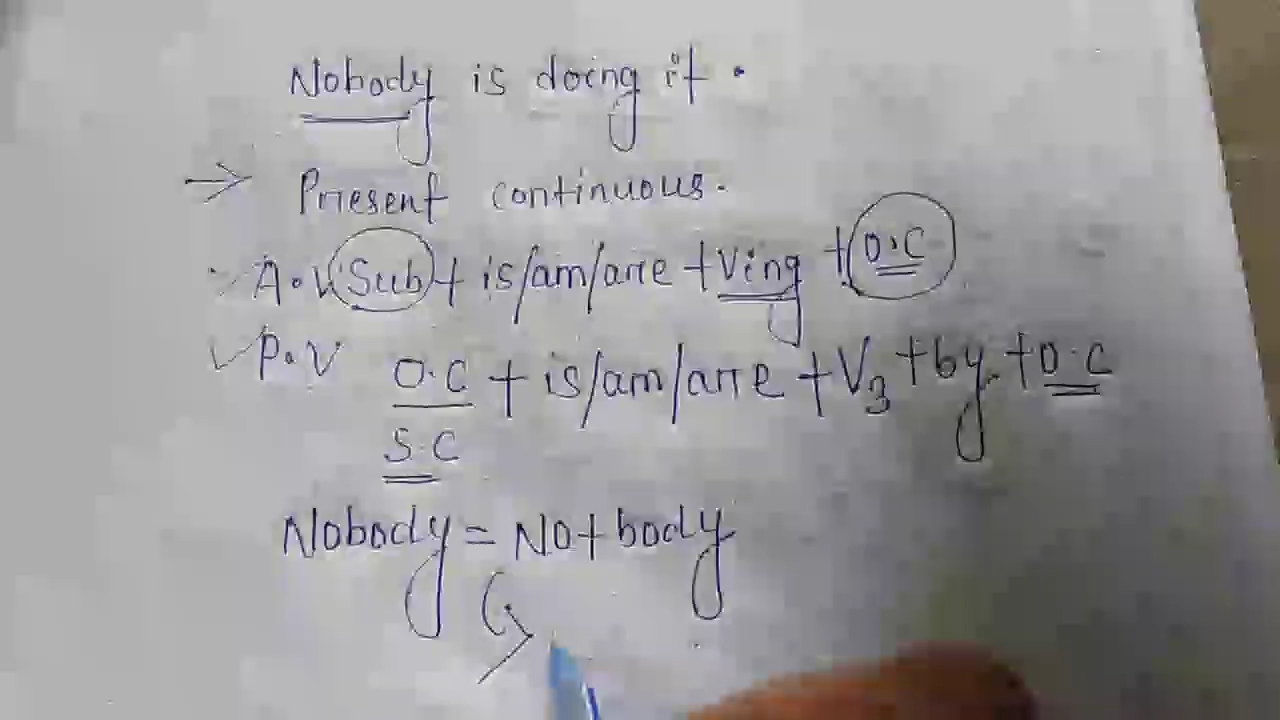 Nobody is doing it.
→ Present continuous.
A.V Sub + is/am/are + Ving + O.C
✓ P.V O.C + is/am/are + V3 + by + O.C
S.C
Nobody = No+body